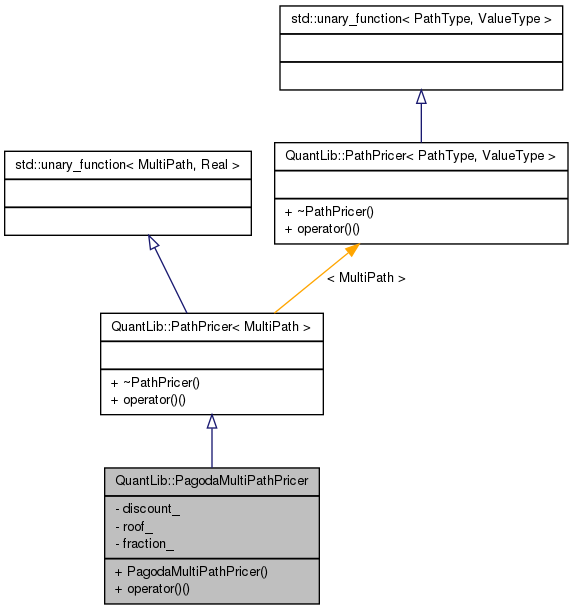 std::unary_function< PathType, ValueType >
QuantLib::PathPricer< PathType, ValueType >
+ ~PathPricer()
+ operator()()
std::unary_function< MultiPath, Real >
< MultiPath >
QuantLib::PathPricer< MultiPath >
+ ~PathPricer()
+ operator()()
QuantLib::PagodaMultiPathPricer
- discount_
- roof_
- fraction_
+ PagodaMultiPathPricer()
+ operator()()